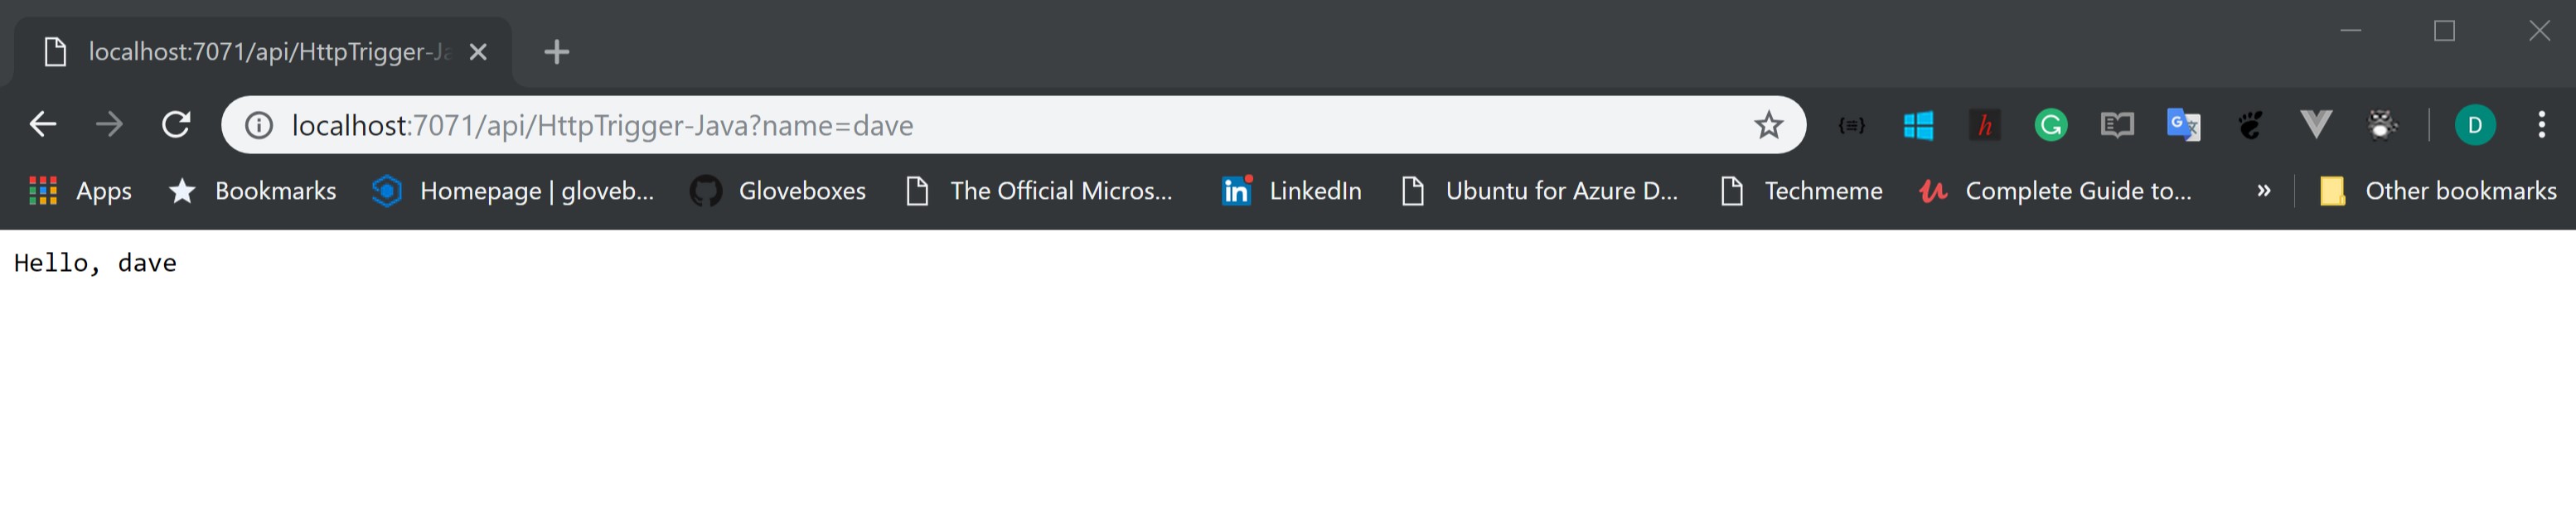 localhost:7071/api/HttpTrigger-Ja
localhost:7071/api/HttpTrigger-Java?name=dave
D
Apps Bookmarks Homepage | gloveb... Gloveboxes The Official Micros... LinkedIn Ubuntu for Azure D... Techmeme Complete Guide to... » Other bookmarks
Hello, dave